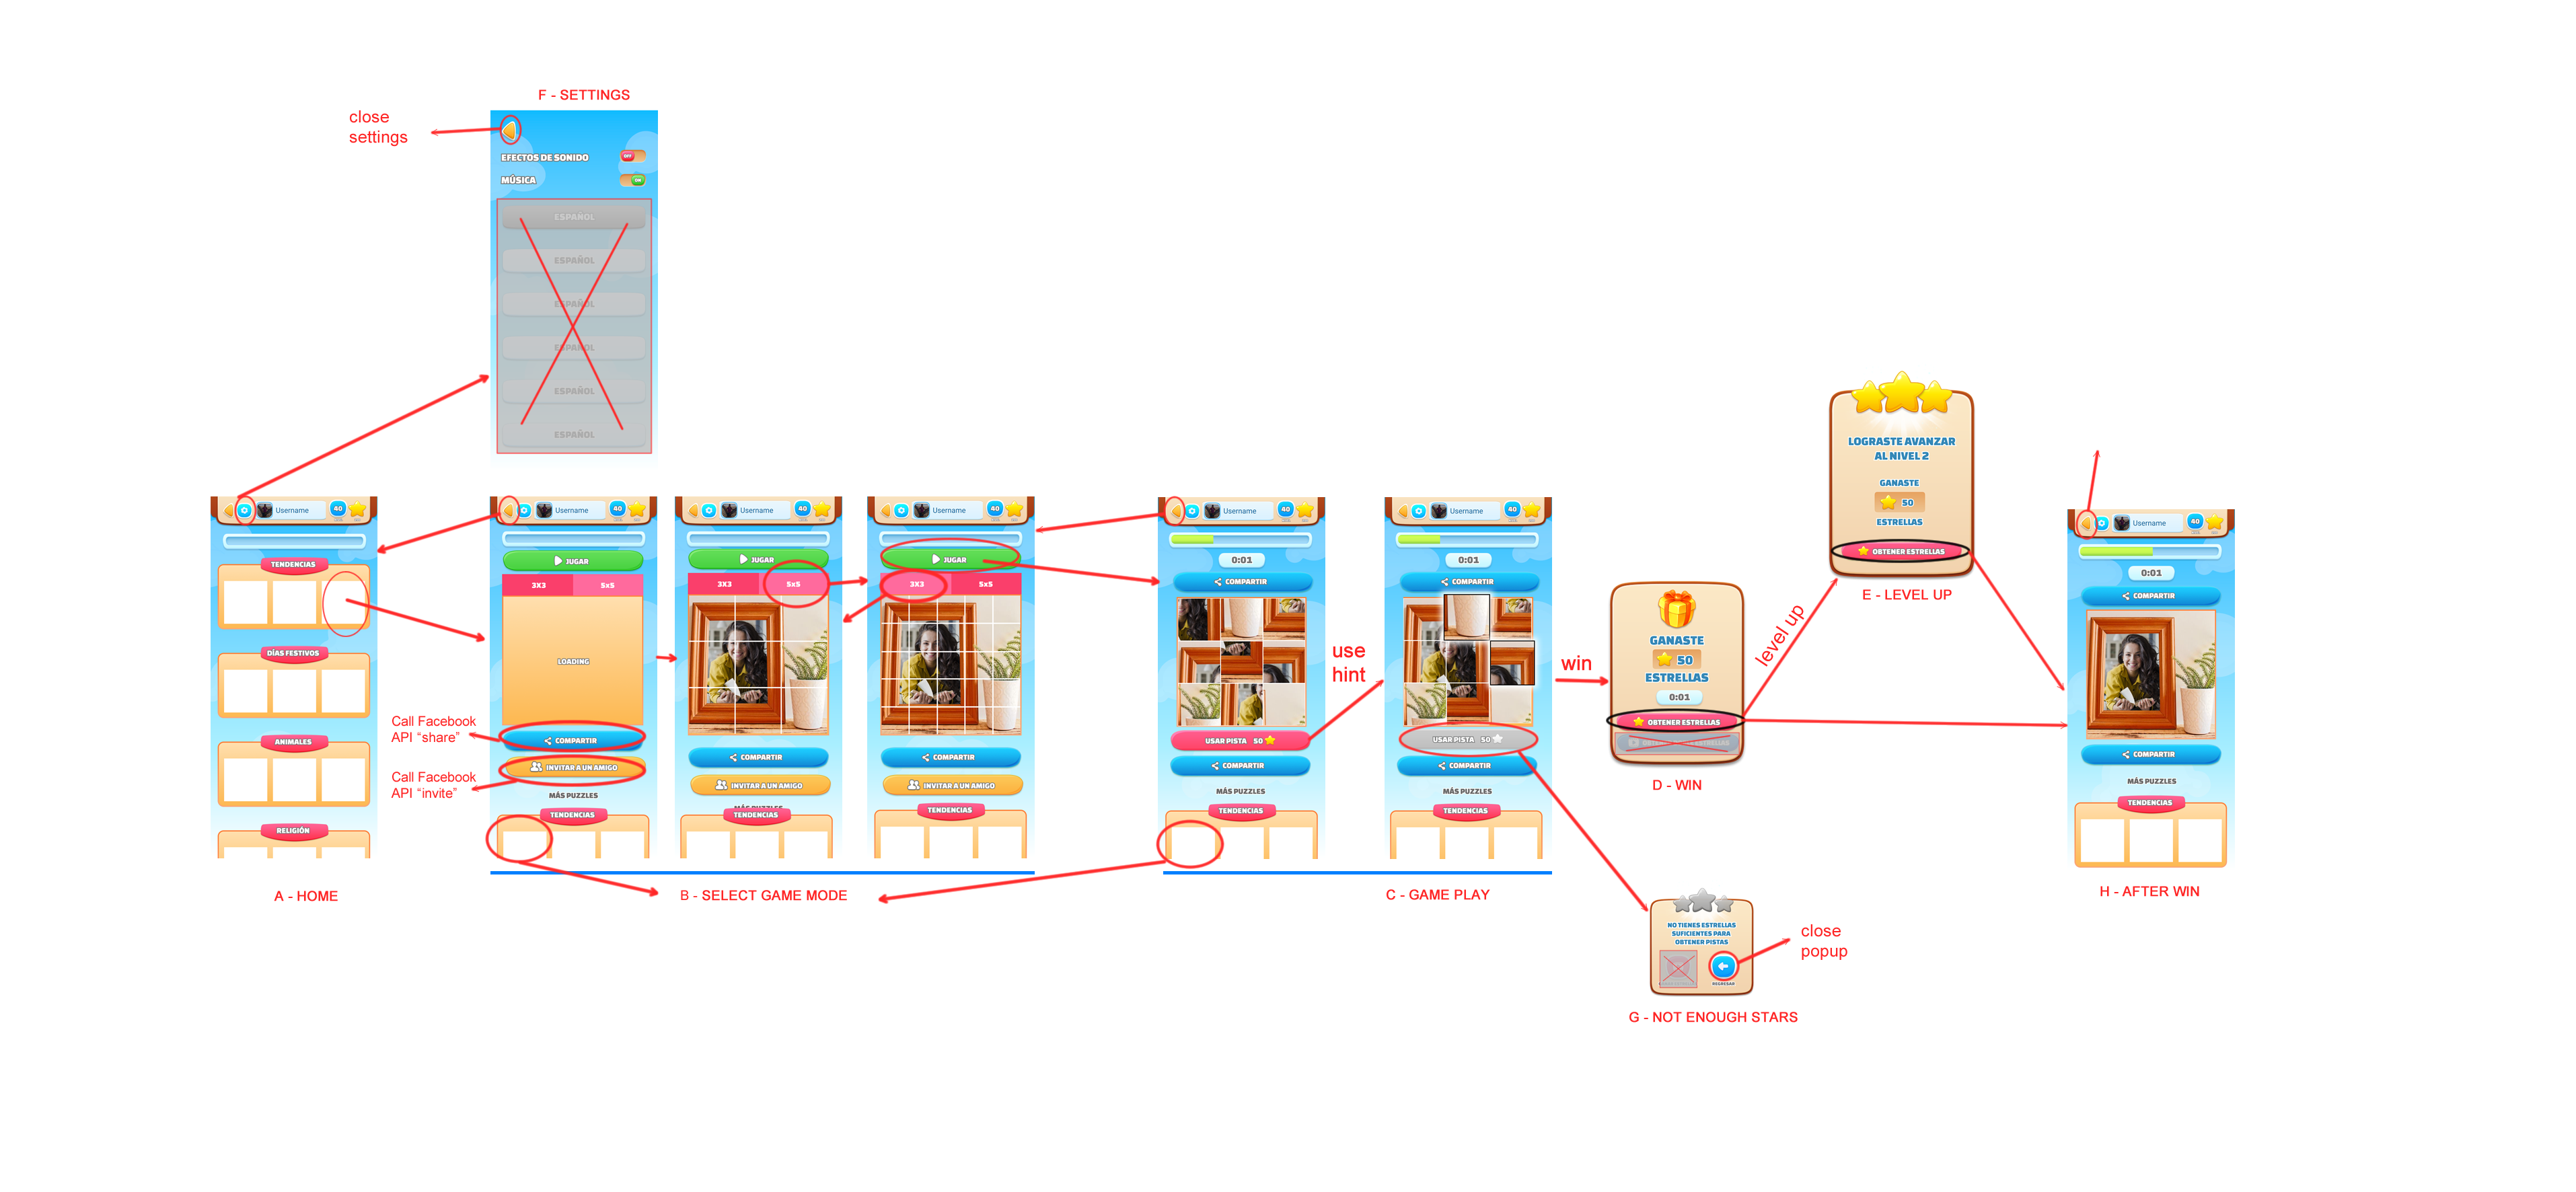 F - SETTINGS
close
settings
EFECTOS DE SONIDO
OFF
MÚSICA
ON
ESPAÑOL
ESPAÑOL
ESPAÑOL
ESPAÑOL
ESPAÑOL
ESPAÑOL
Username
40
TENDENCIAS
DÍAS FESTIVOS
ANIMALES
RELIGIÓN
A - HOME
Call Facebook
API “share”
Call Facebook
API “invite”
Username
40
JUGAR
3X3
5x5
LOADING
COMPARTIR
INVITAR A UN AMIGO
MÁS PUZZLES
TENDENCIAS
Username
40
JUGAR
3X3
5x5
COMPARTIR
INVITAR A UN AMIGO
MÁS PUZZLES
TENDENCIAS
Username
40
JUGAR
3X3
5x5
COMPARTIR
INVITAR A UN AMIGO
TENDENCIAS
B - SELECT GAME MODE
Username
40
0:01
COMPARTIR
USAR PISTA 50
COMPARTIR
MÁS PUZZLES
TENDENCIAS
use
hint
Username
40
0:01
COMPARTIR
USAR PISTA 50
COMPARTIR
MÁS PUZZLES
TENDENCIAS
C - GAME PLAY
win
GANASTE
50
ESTRELLAS
0:01
OBTENER ESTRELLAS
D - WIN
level up
LOGRASTE AVANZAR
AL NIVEL 2
GANASTE
50
ESTRELLAS
OBTENER ESTRELLAS
E - LEVEL UP
NO TIENES ESTRELLAS
SUFICIENTES PARA
OBTENER PISTAS
REGRESAR
close
popup
G - NOT ENOUGH STARS
Username
40
0:01
COMPARTIR
COMPARTIR
MÁS PUZZLES
TENDENCIAS
H - AFTER WIN